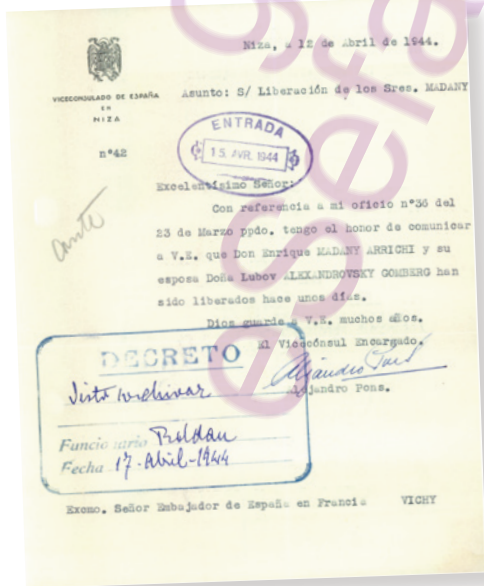 Niza, a 12 de Abril de 1944.
VICECONSULADO DE ESPAÑA
EN
NIZA
Asunto: S/ Liberación de los Sres. MADANY
nº42
ENTRADA
15. AVR. 1944
Excelentísimo Señor:
Con referencia a mi oficio nº36 del
23 de Marzo ppdo. tengo el honor de comunicar
a V.E. que Don Enrique MADANY ARRICHI y su
esposa Doña Lubov ALEXANDROVSKY GOMBERG han
sido liberados hace unos días.
Dios guarde a V.E. muchos años.
El Vicecónsul Encargado.
Alejandro Pons.
DECRETO
Visto archivar
Funcionario Roldan
Fecha 17-Abril-1944
Excmo. Señor Embajador de España en Francia VICHY